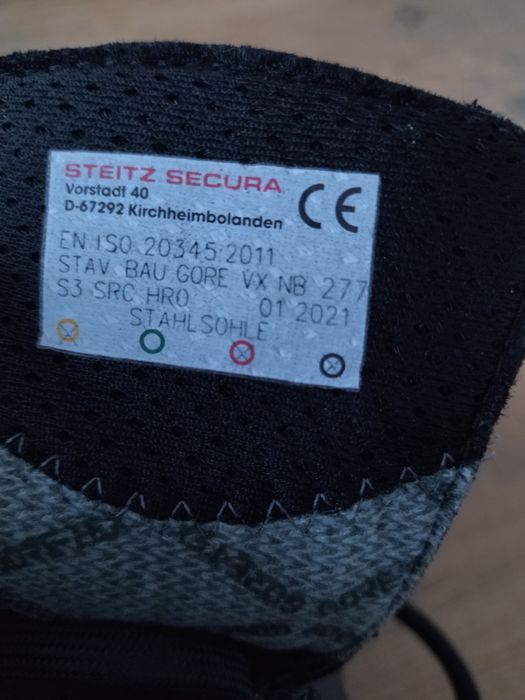 STEITZ SECURA
Vorstadt 40
D-67292 Kirchheimbolanden
CE
EN ISO 20345:2011
STAV BAU GORE VX NB 277
S3 SRC HRO 01 2021
STAHLSOHLE